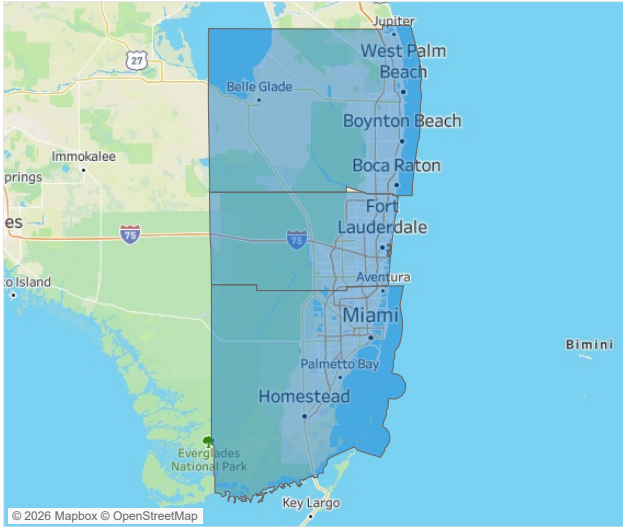 Jupiter
27
West Palm
Beach
Belle Glade
Boynton Beach
Immokalee
Boca Raton
prings
Fort
Lauderdale
es
75
75
Aventura
co Island
Miami
Bimini
Palmetto Bay
Homestead
Everglades
National Park
Key Largo
© 2026 Mapbox © OpenStreetMap